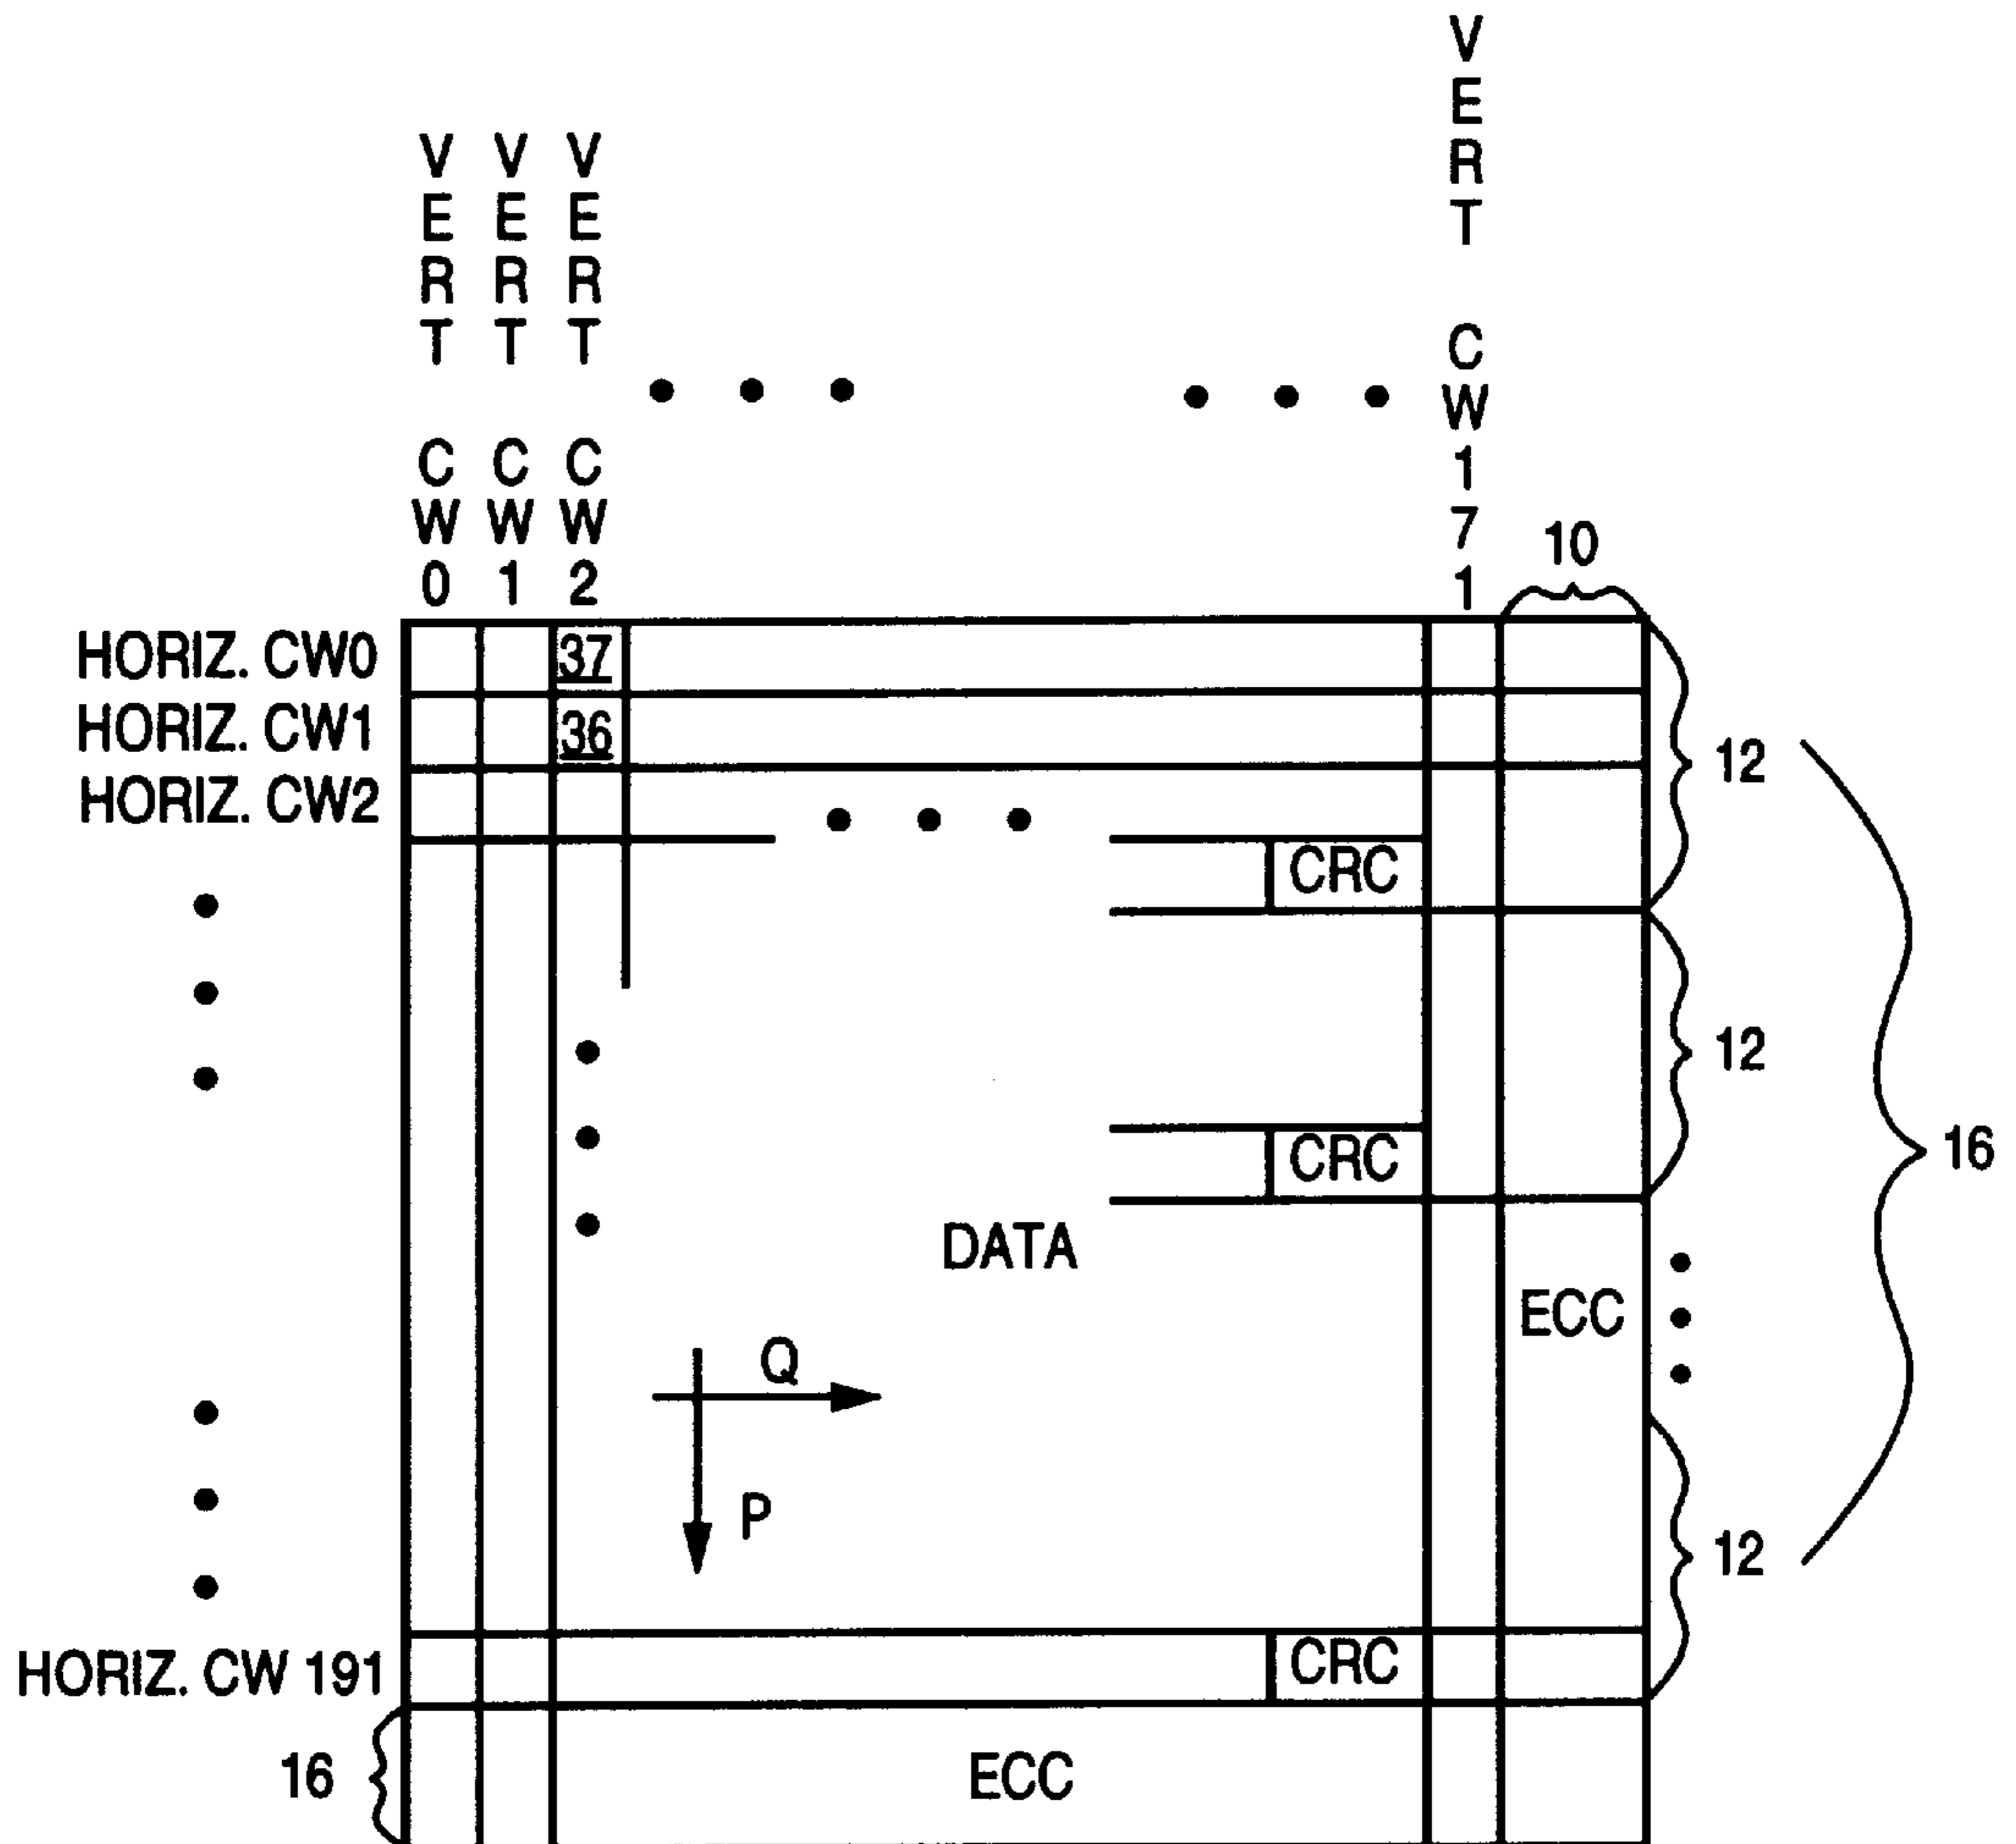 VERT CW0
VERT CW1
VERT CW2
VERT CW171
10
HORIZ. CW0
37
HORIZ. CW1
36
12
HORIZ. CW2
CRC
12
CRC
16
DATA
ECC
Q
P
12
HORIZ. CW 191
CRC
16
ECC